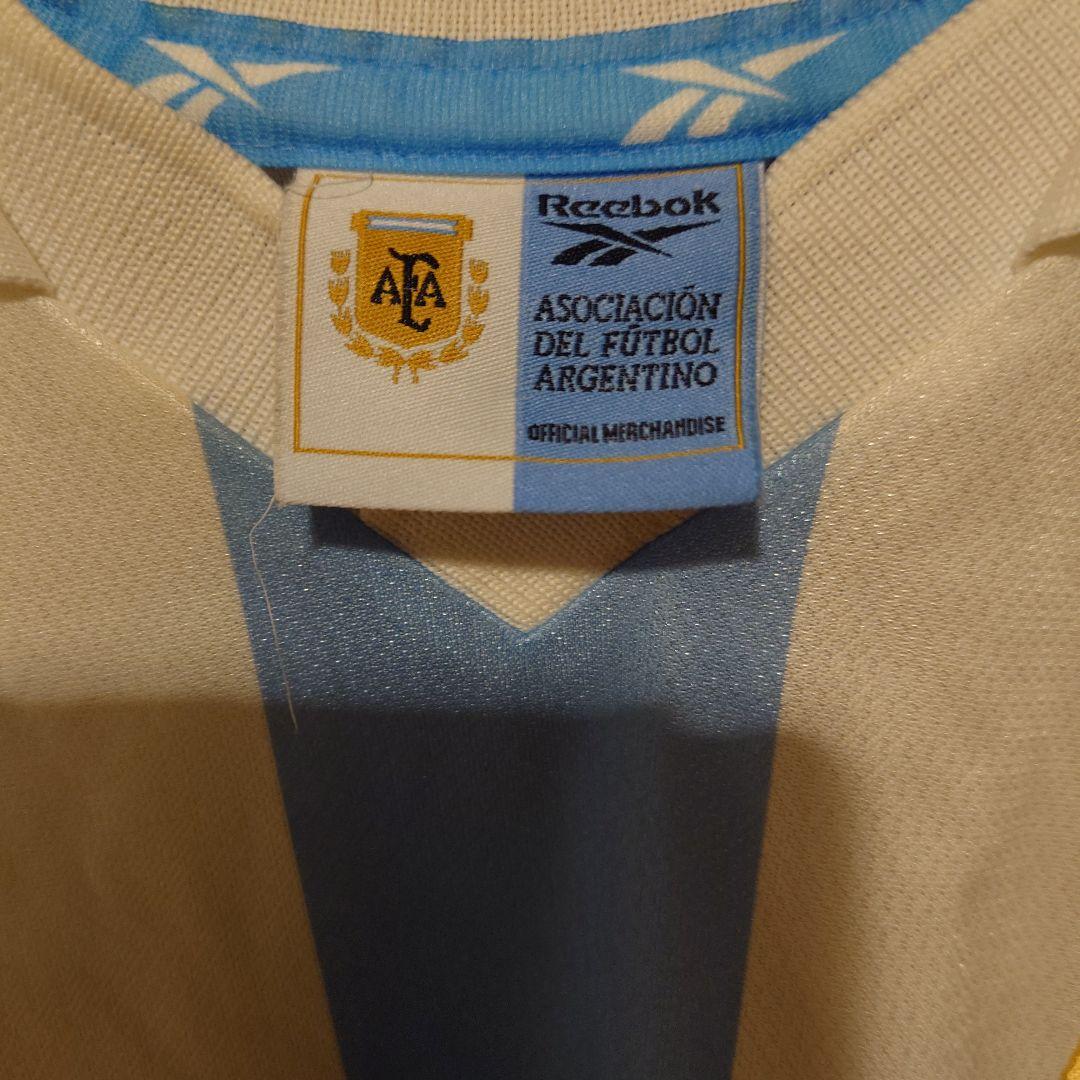 AFA
Reebok
ASOCIACIÓN
DEL FÚTBOL
ARGENTINO
OFFICIAL MERCHANDISE